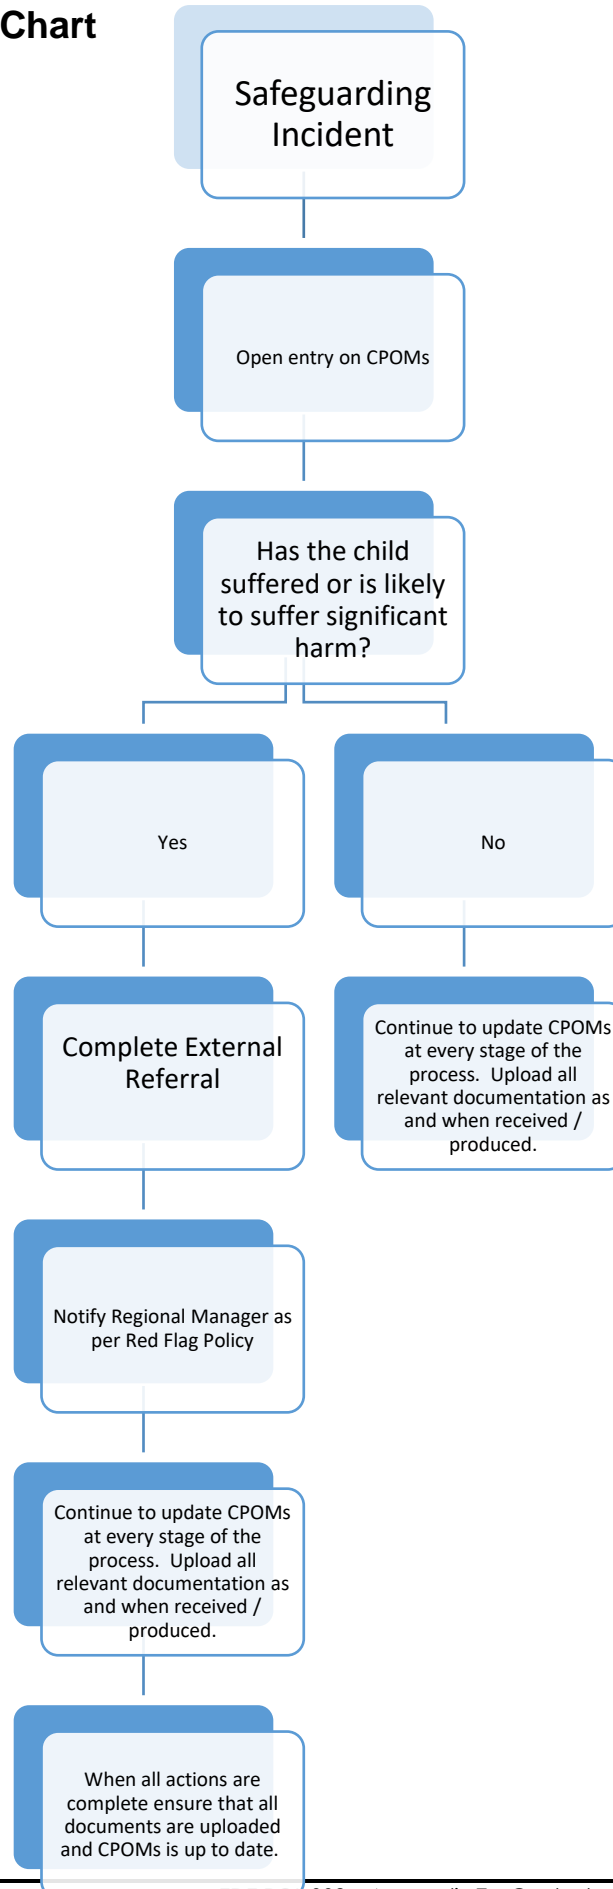 Chart
Safeguarding
Incident
Open entry on CPOMs
Has the child
suffered or is likely
to suffer significant
harm?
Yes
No
Complete External
Referral
Continue to update CPOMs
at every stage of the
process. Upload all
relevant documentation as
and when received /
produced.
Notify Regional Manager as
per Red Flag Policy
Continue to update CPOMs
at every stage of the
process. Upload all
relevant documentation as
and when received /
produced.
When all actions are
complete ensure that all
documents are uploaded
and CPOMs is up to date.